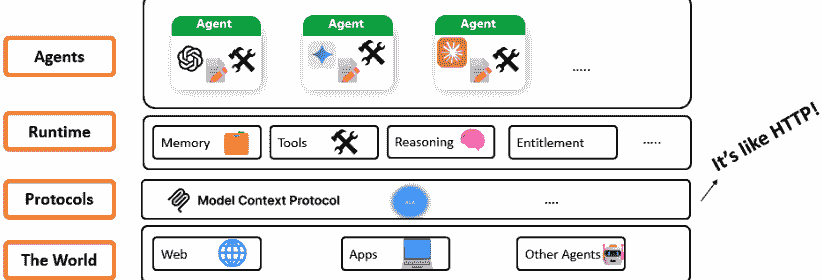 Agent
Agent
Agent
Agents
.....
Runtime
Memory
Tools
Reasoning
Entitlement
.....
It's like HTTP!
Protocols
Model Context Protocol
....
The World
Web
Apps
Other Agents